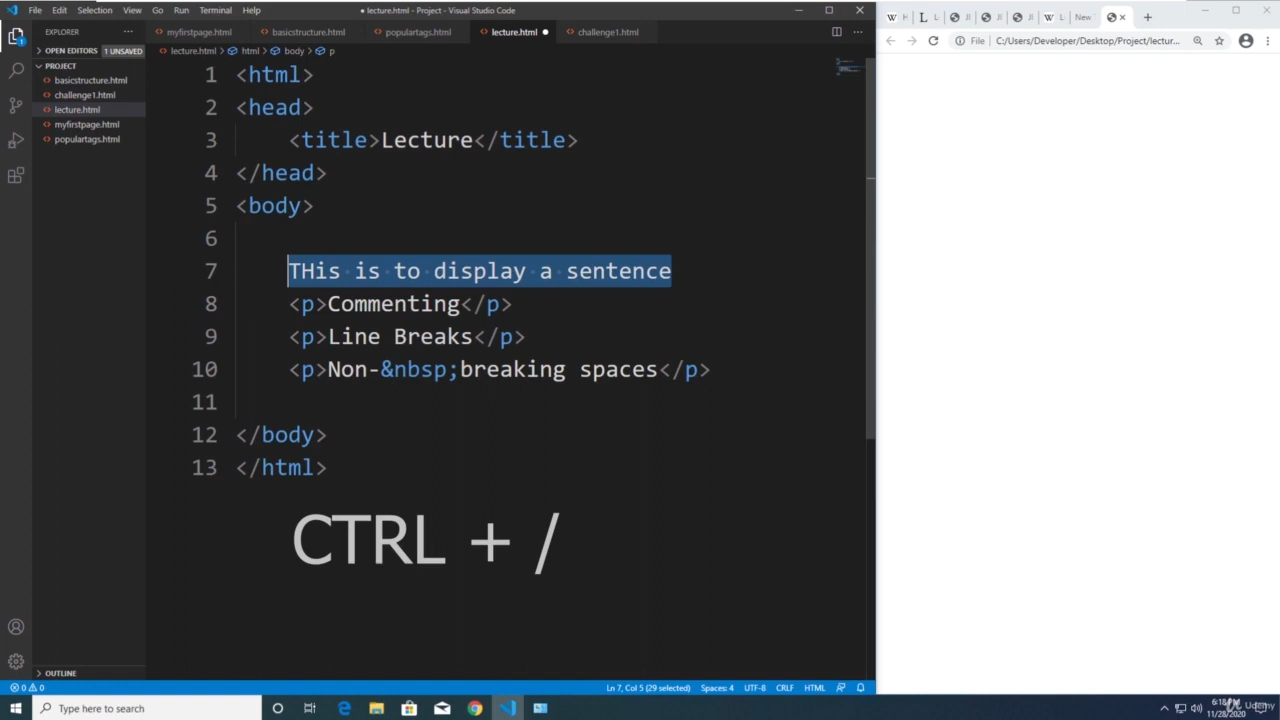 File Edit Selection View Go Run Terminal Help
● lecture.html - Project - Visual Studio Code
EXPLORER
OPEN EDITORS 1 UNSAVED
PROJECT
basicstructure.html
challenge1.html
lecture.html
myfirstpage.html
populartags.html
OUTLINE
myfirstpage.html basicstructure.html populartags.html lecture.html ● challenge1.html
lecture.html > html > body > p
1 <html>
2 <head>
3 <title>Lecture</title>
4 </head>
5 <body>
6
7 THis is to display a sentence
8 <p>Commenting</p>
9 <p>Line Breaks</p>
10 <p>Non-&nbsp;breaking spaces</p>
11
12 </body>
13 </html>
CTRL + /
New
File C:/Users/Developer/Desktop/Project/lectur...
0 0
Ln 7, Col 5 (29 selected) Spaces: 4 UTF-8 CRLF HTML
Type here to search
11/28/2020
Udemy